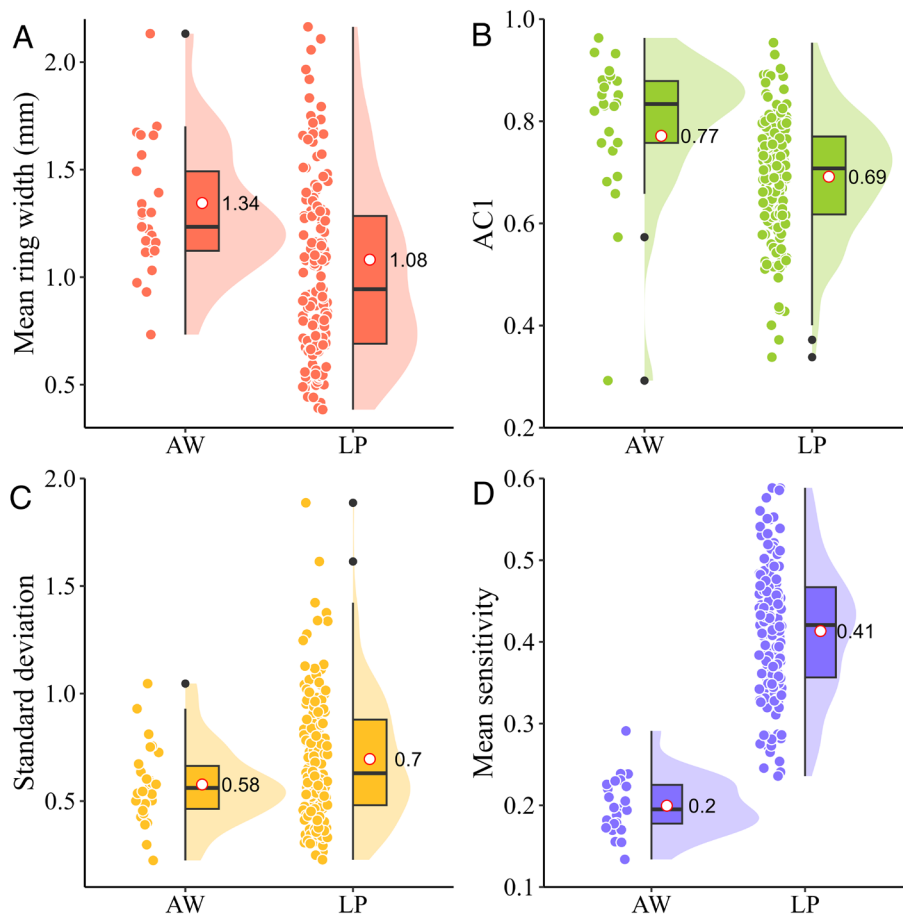 A
Mean ring width (mm)
2.0
1.5
1.0
0.5
1.34
1.08
AW
LP
B
AC1
1.0
0.8
0.6
0.4
0.2
0.77
0.69
AW
LP
C
Standard deviation
2.0
1.5
1.0
0.5
0.58
0.7
AW
LP
D
Mean sensitivity
0.6
0.5
0.4
0.3
0.2
0.1
0.2
0.41
AW
LP